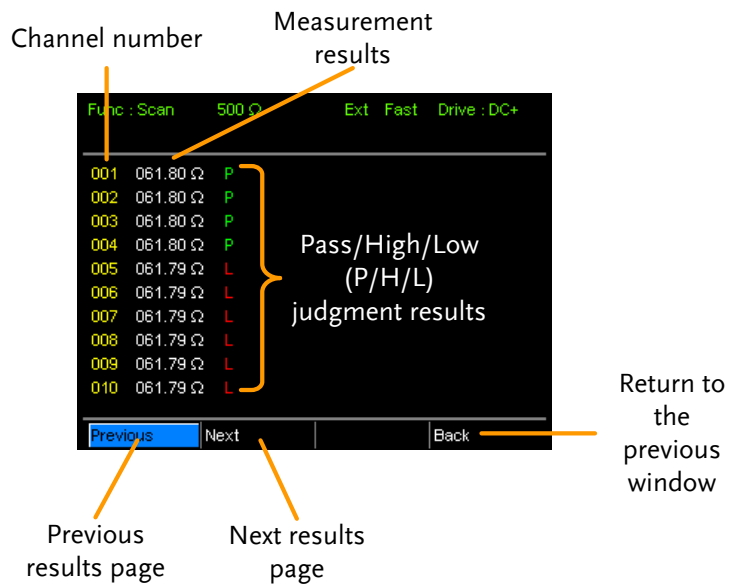 Channel number
Measurement
results
Func : Scan 500 Ω Ext Fast Drive : DC+
001 061.80 Ω P
002 061.80 Ω P
003 061.80 Ω P
004 061.80 Ω P
005 061.79 Ω L
006 061.79 Ω L
007 061.79 Ω L
008 061.79 Ω L
009 061.79 Ω L
010 061.79 Ω L
Pass/High/Low
(P/H/L)
judgment results
Previous Next Back
Return to
the
previous
window
Previous
results page
Next results
page